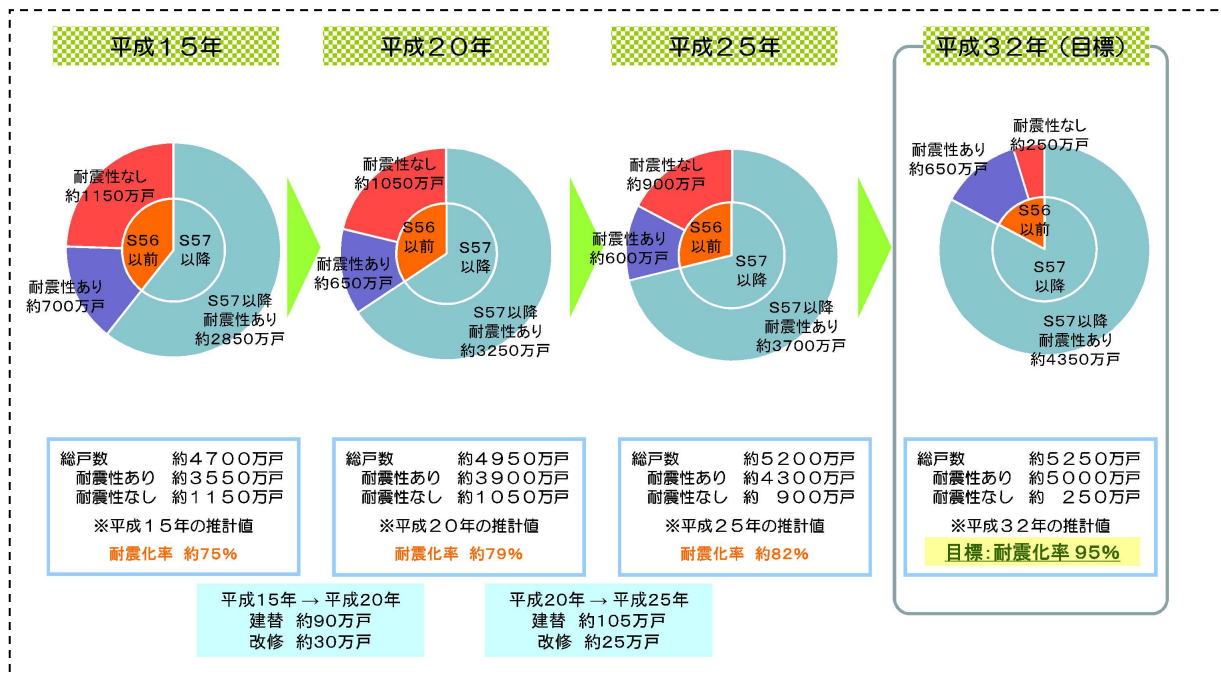 平成１５年
耐震性なし
約1150万戸
S56
以前
S57
以降
耐震性あり
約700万戸
S57以降
耐震性あり
約2850万戸
総戸数 約４７００万戸
耐震性あり 約３５５０万戸
耐震性なし 約１１５０万戸
※平成１５年の推計値
耐震化率 約75%
平成２０年
耐震性なし
約1050万戸
S56
以前
S57
以降
耐震性あり
約650万戸
S57以降
耐震性あり
約3250万戸
総戸数 約４９５０万戸
耐震性あり 約３９００万戸
耐震性なし 約１０５０万戸
※平成２０年の推計値
耐震化率 約79%
平成２５年
耐震性なし
約900万戸
S56
以前
S57
以降
耐震性あり
約600万戸
S57以降
耐震性あり
約3700万戸
総戸数 約５２００万戸
耐震性あり 約４３００万戸
耐震性なし 約 ９００万戸
※平成２５年の推計値
耐震化率 約82%
平成３２年（目標）
耐震性なし
約250万戸
耐震性あり
約650万戸
S56
以前
S57
以降
S57以降
耐震性あり
約4350万戸
総戸数 約５２５０万戸
耐震性あり 約５０００万戸
耐震性なし 約 ２５０万戸
※平成３２年の推計値
目標：耐震化率 95%
平成15年 → 平成20年
建替 約90万戸
改修 約30万戸
平成20年 → 平成25年
建替 約105万戸
改修 約25万戸